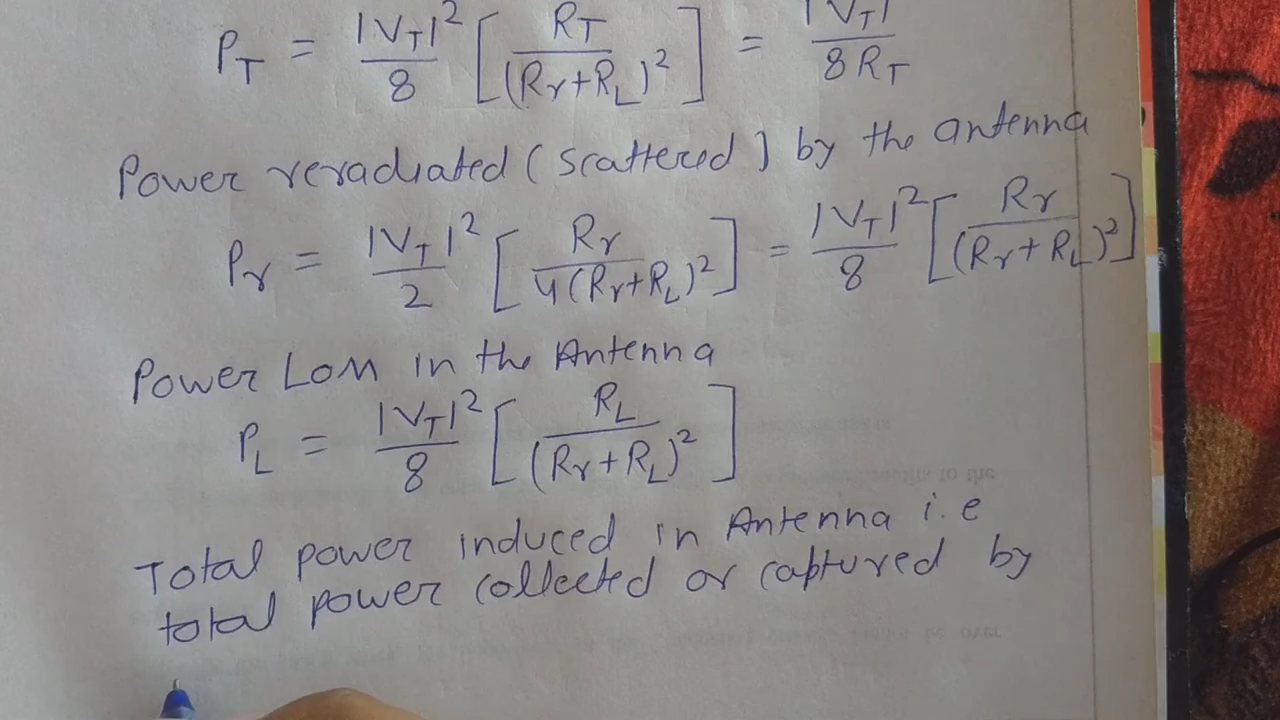 P_T = |V_T|²/8 [R_T/(R_r+R_L)²] = |V_T|/8R_T
Power reradiated (scattered) by the antenna
P_r = |V_T|²/2 [R_r/4(R_r+R_L)²] = |V_T|²/8 [R_r/(R_r+R_L)²]
Power Loss in the Antenna
P_L = |V_T|²/8 [R_L/(R_r+R_L)²]
Total power induced in Antenna i.e
total power collected or captured by